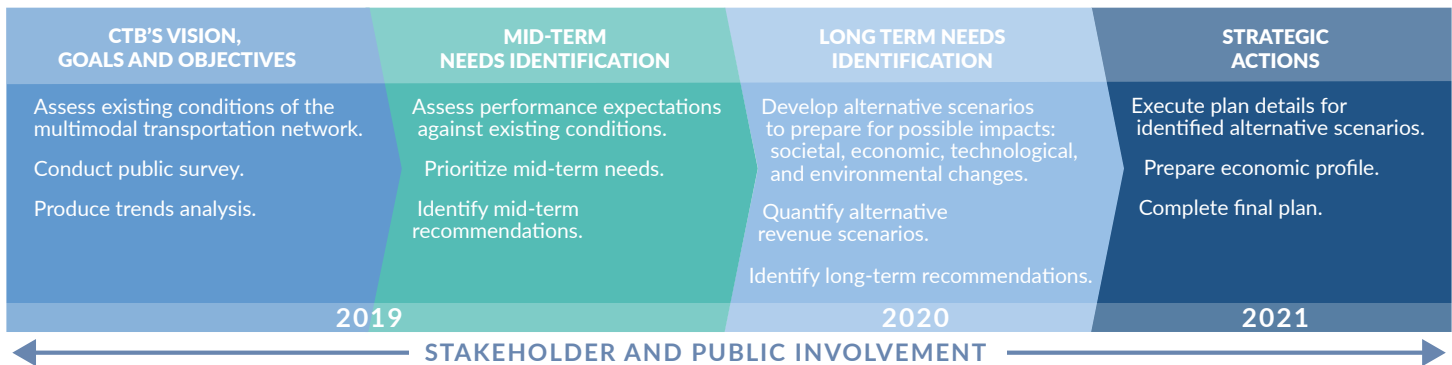 CTB'S VISION,
GOALS AND OBJECTIVES
Assess existing conditions of the
multimodal transportation network.
Conduct public survey.
Produce trends analysis.
MID-TERM
NEEDS IDENTIFICATION
Assess performance expectations
against existing conditions.
Prioritize mid-term needs.
Identify mid-term
recommendations.
LONG TERM NEEDS
IDENTIFICATION
Develop alternative scenarios
to prepare for possible impacts:
societal, economic, technological,
and environmental changes.
Quantify alternative
revenue scenarios.
Identify long-term recommendations.
STRATEGIC
ACTIONS
Execute plan details for
identified alternative scenarios.
Prepare economic profile.
Complete final plan.
2019
2020
2021
STAKEHOLDER AND PUBLIC INVOLVEMENT